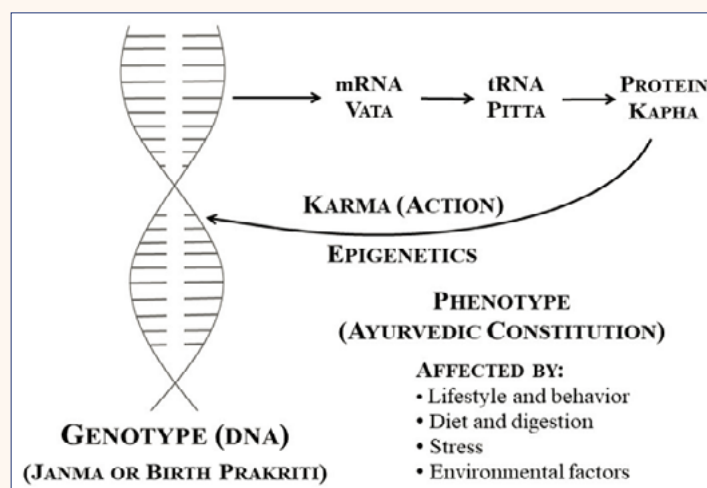 mRNA
VATA
tRNA
PITTA
PROTEIN
KAPHA
KARMA (ACTION)
EPIGENETICS
PHENOTYPE
(AYURVEDIC CONSTITUTION)
AFFECTED BY:
• Lifestyle and behavior
• Diet and digestion
• Stress
• Environmental factors
GENOTYPE (DNA)
(JANMA OR BIRTH PRAKRITI)